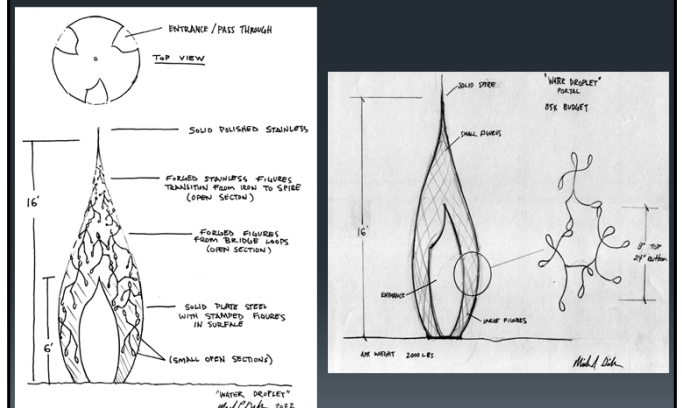 ENTRANCE / PASS THROUGH
TOP VIEW
SOLID POLISHED STAINLESS
FORGED STAINLESS FIGURES
TRANSITION FROM IRON TO SPIRE
(OPEN SECTON)
16'
FORGED FIGURES
FROM BRIDGE LOOPS
(OPEN SECTION)
SOLID PLATE STEEL
WITH STAMPED FIGURES
IN SURFACE
6'
(SMALL OPEN SECTIONS)
"WATER DROPLET"
2022
SOLID SPIRE
"WATER DROPLET"
PORTAL
85K BUDGET
SMALL FIGURES
16'
8" TOP
24" BOTTOM
ENTRANCE
LARGE FIGURES
WEIGHT 2000 LBS